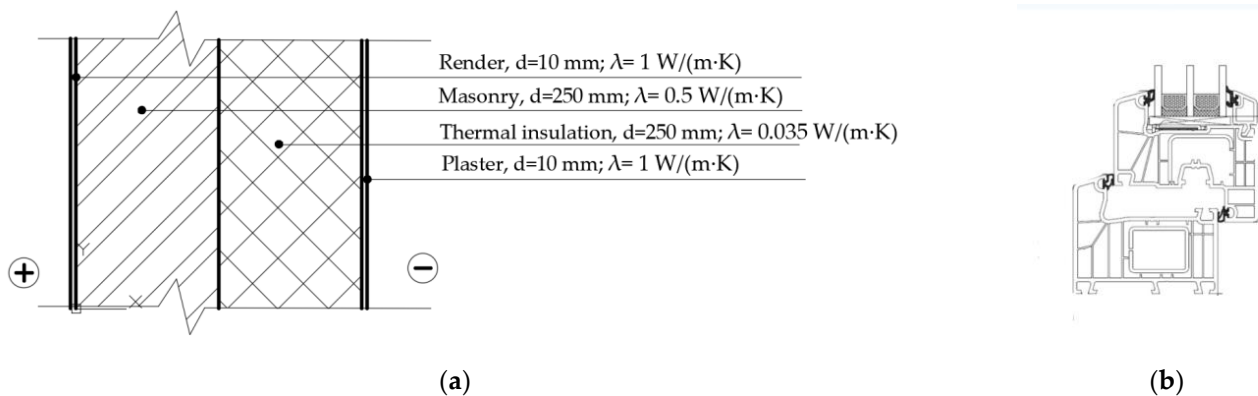 Render, d=10 mm; λ= 1 W/(m·K)
Masonry, d=250 mm; λ= 0.5 W/(m·K)
Thermal insulation, d=250 mm; λ= 0.035 W/(m·K)
Plaster, d=10 mm; λ= 1 W/(m·K)
Y
X
+
−
(a)
(b)